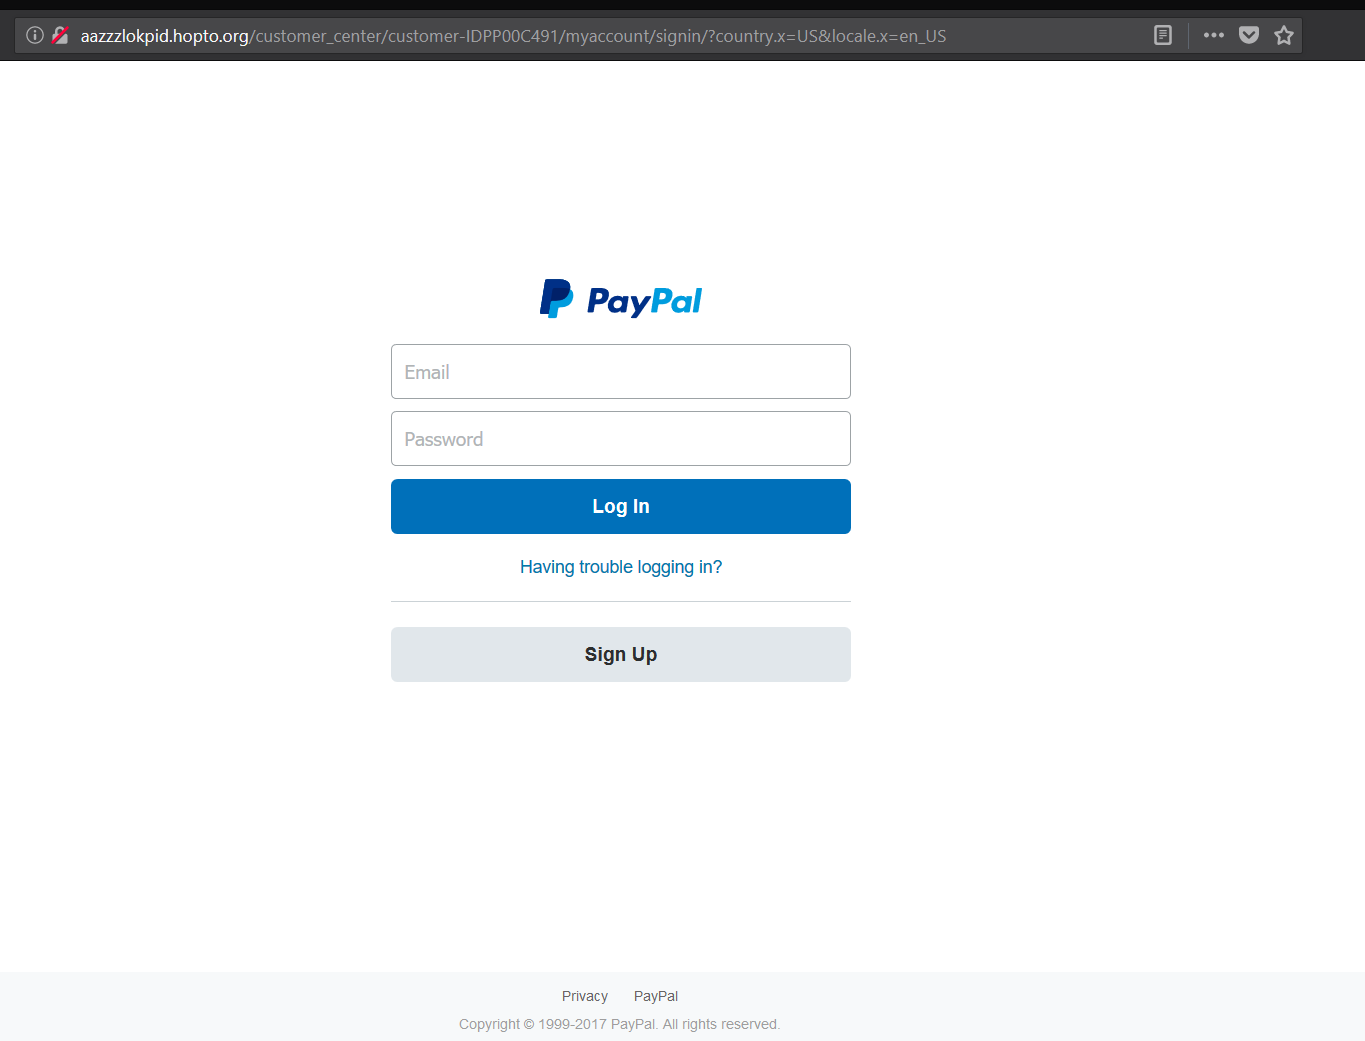 aazzzlokpid.hopto.org/customer_center/customer-IDPP00C491/myaccount/signin/?country.x=US&locale.x=en_US
PayPal
Email
Password
Log In
Having trouble logging in?
Sign Up
Privacy PayPal
Copyright © 1999-2017 PayPal. All rights reserved.